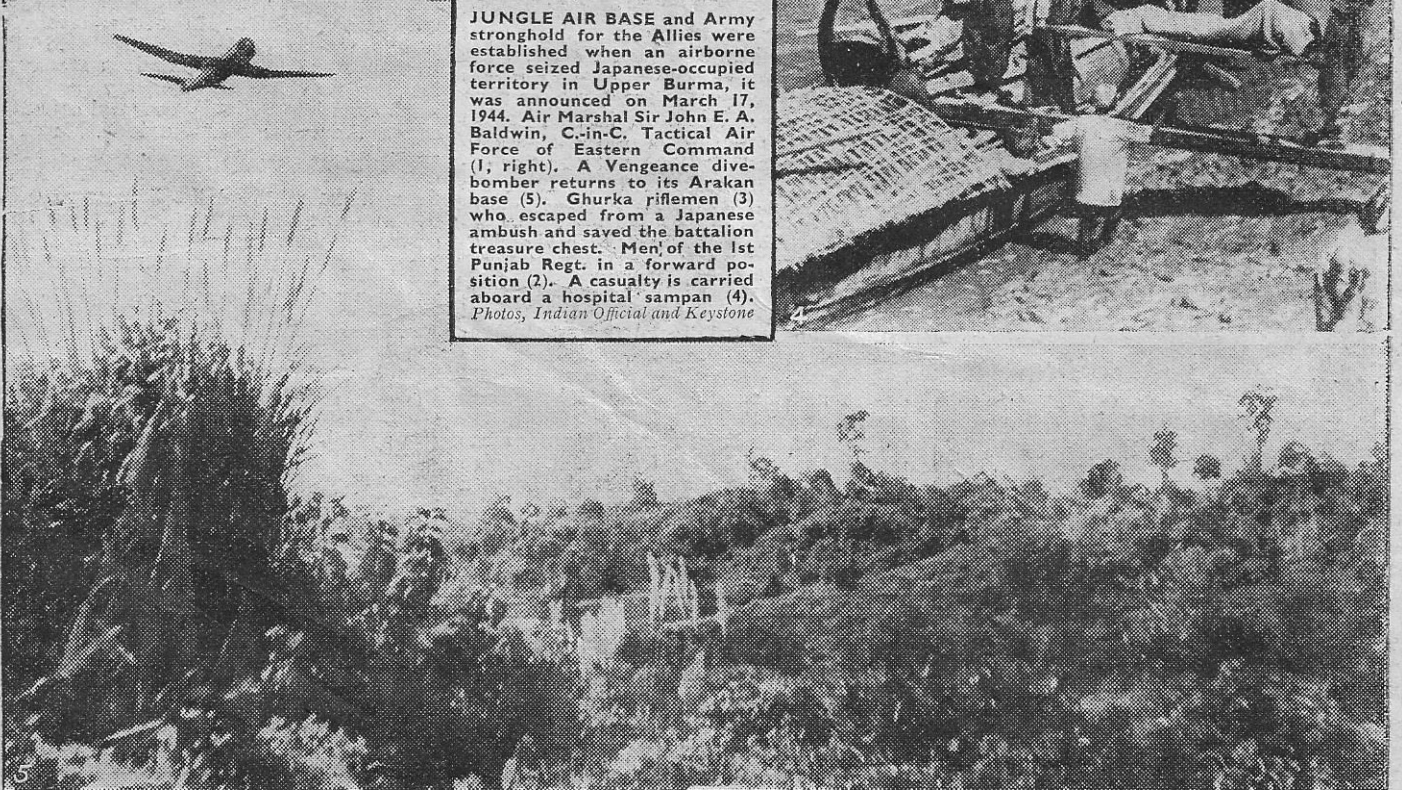 JUNGLE AIR BASE and Army
stronghold for the Allies were
established when an airborne
force seized Japanese-occupied
territory in Upper Burma, it
was announced on March 17,
1944. Air Marshal Sir John E. A.
Baldwin, C.-in-C. Tactical Air
Force of Eastern Command
(1, right). A Vengeance dive-
bomber returns to its Arakan
base (5). Ghurka riflemen (3)
who escaped from a Japanese
ambush and saved the battalion
treasure chest. Men of the 1st
Punjab Regt. in a forward po-
sition (2). A casualty is carried
aboard a hospital sampan (4).
Photos, Indian Official and Keystone
4
5